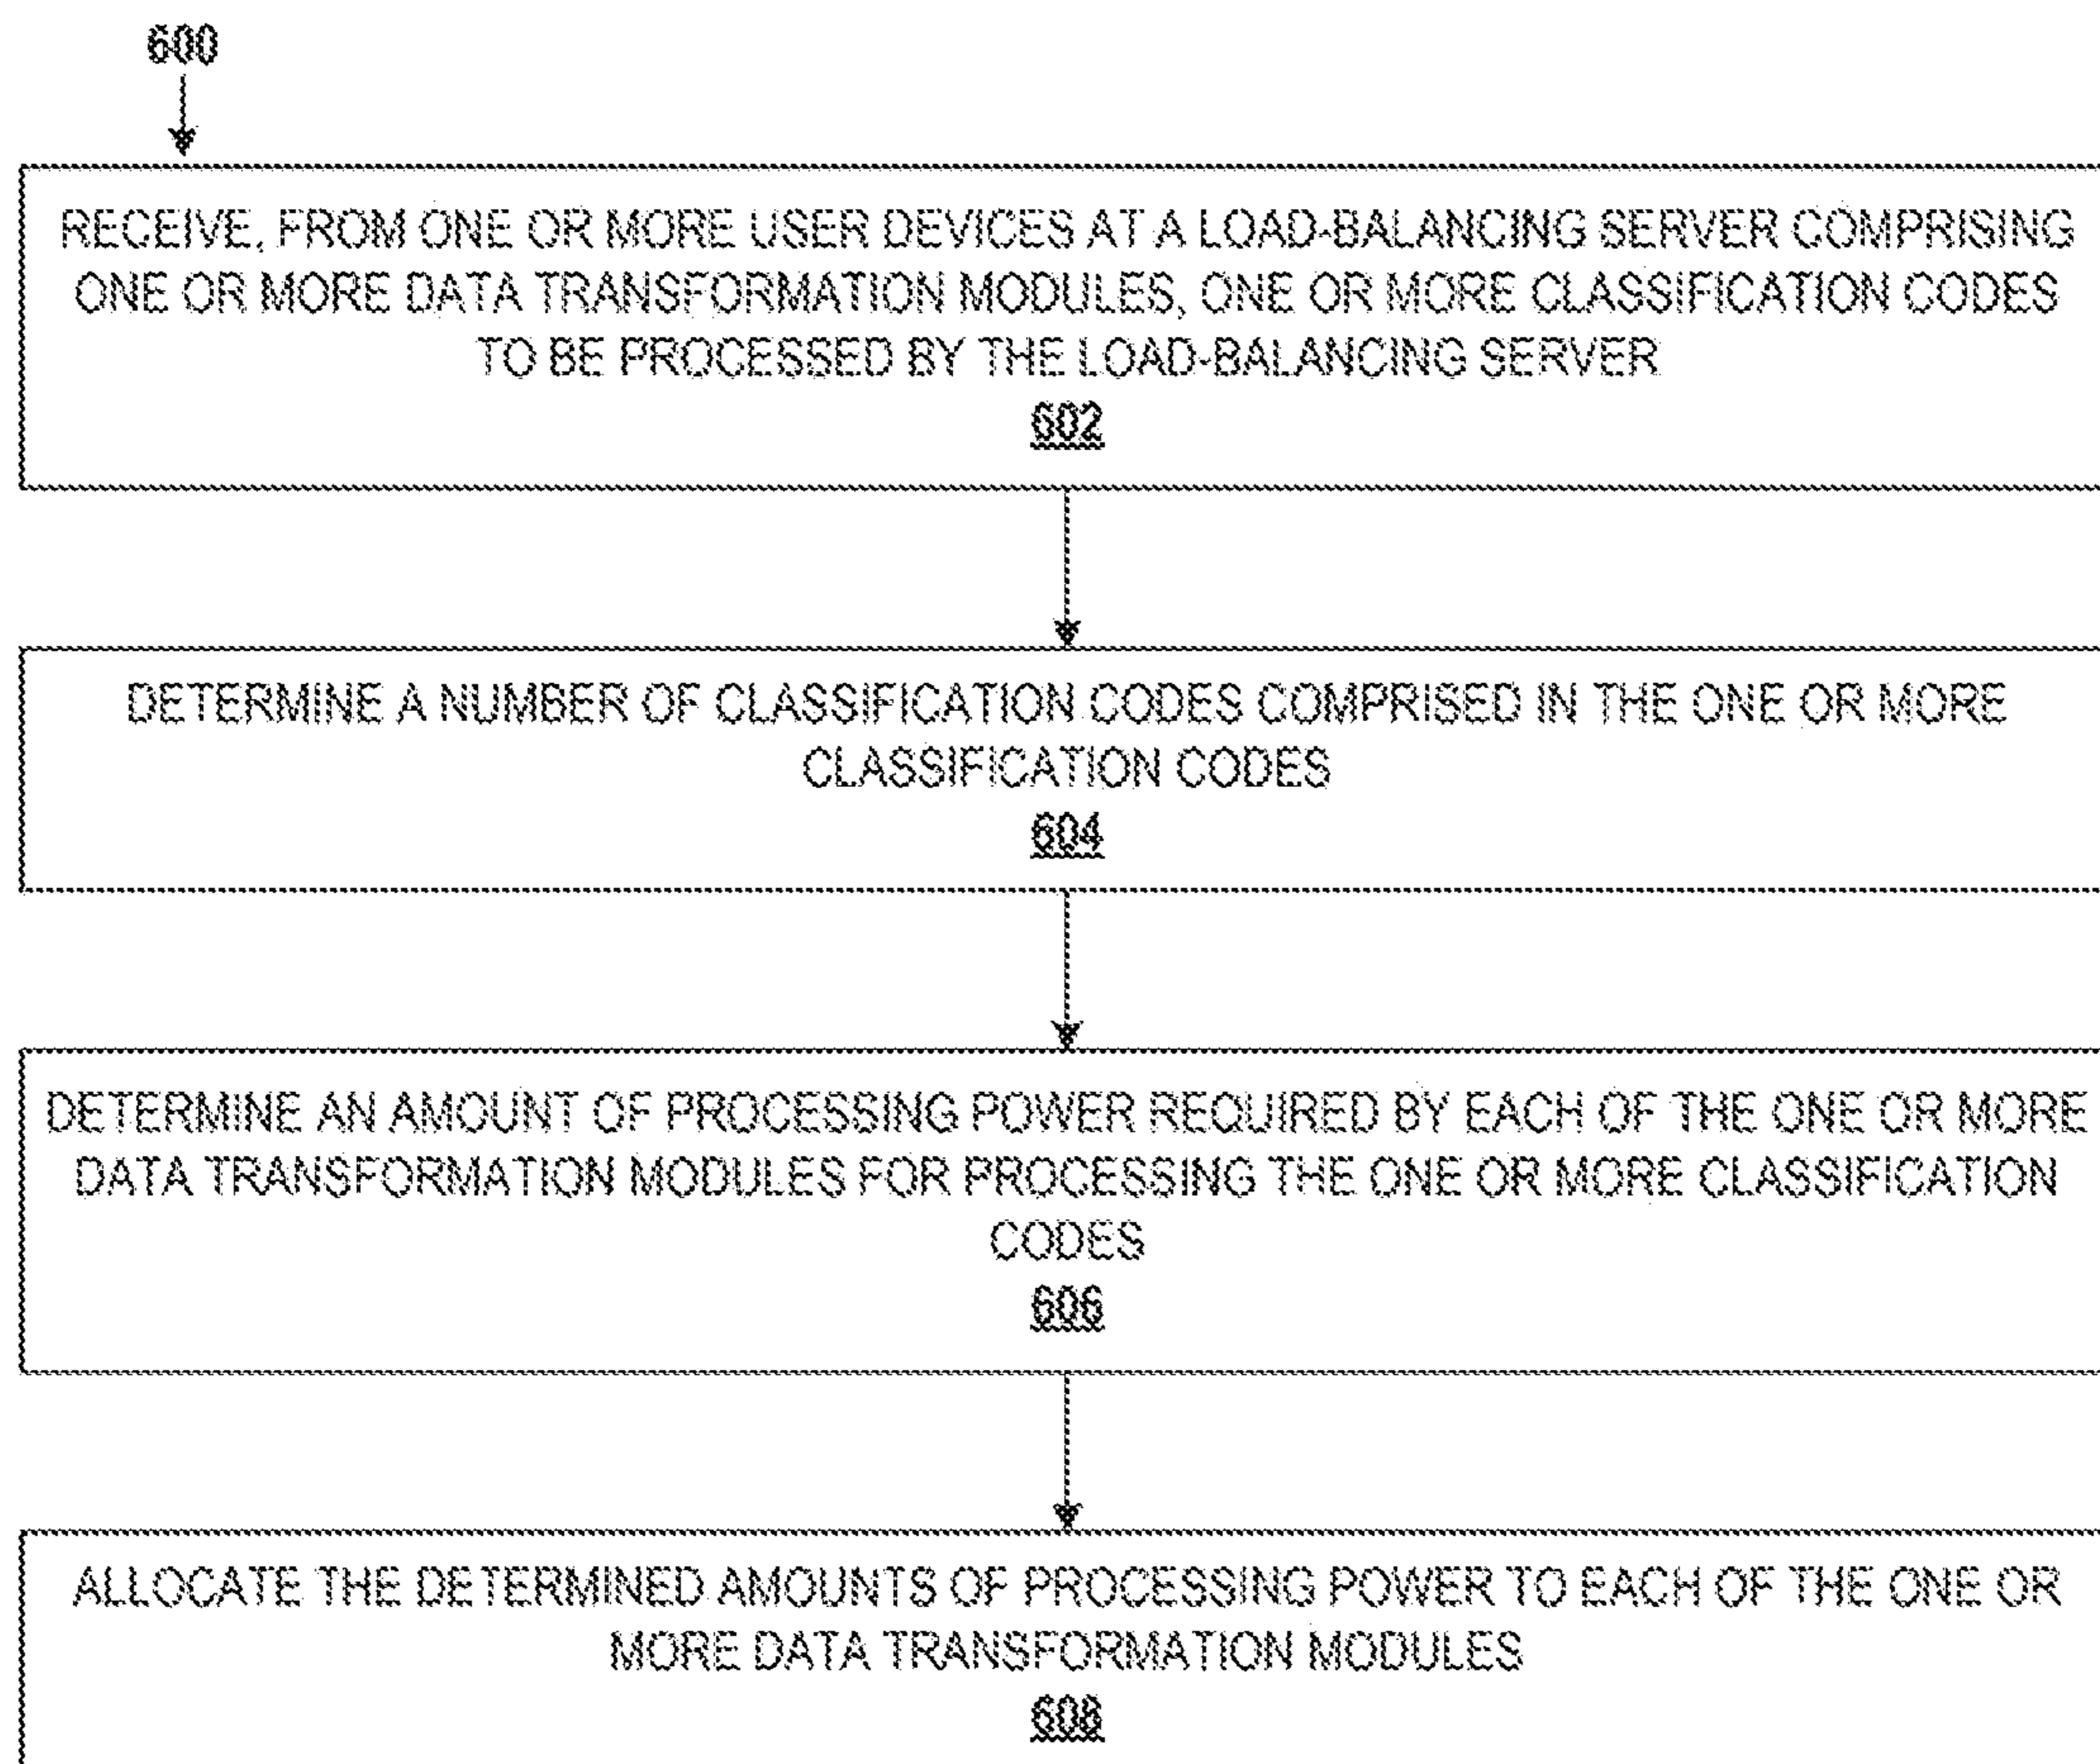 600
RECEIVE, FROM ONE OR MORE USER DEVICES AT A LOAD-BALANCING SERVER COMPRISING
ONE OR MORE DATA TRANSFORMATION MODULES, ONE OR MORE CLASSIFICATION CODES
TO BE PROCESSED BY THE LOAD-BALANCING SERVER
602
DETERMINE A NUMBER OF CLASSIFICATION CODES COMPRISED IN THE ONE OR MORE
CLASSIFICATION CODES
604
DETERMINE AN AMOUNT OF PROCESSING POWER REQUIRED BY EACH OF THE ONE OR MORE
DATA TRANSFORMATION MODULES FOR PROCESSING THE ONE OR MORE CLASSIFICATION
CODES
606
ALLOCATE THE DETERMINED AMOUNTS OF PROCESSING POWER TO EACH OF THE ONE OR
MORE DATA TRANSFORMATION MODULES
608